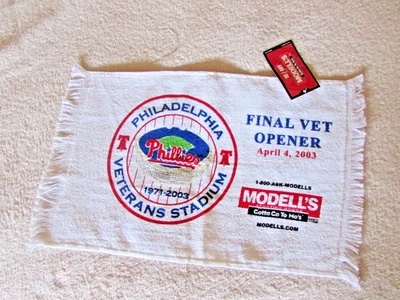 MODELL'S
PHILADELPHIA
Phillies
1971-2003
VETERANS STADIUM
FINAL VET
OPENER
April 4, 2003
1-800-ASK-MODELLS
MODELL'S
Gotta Go To Mo's
MODELLS.COM